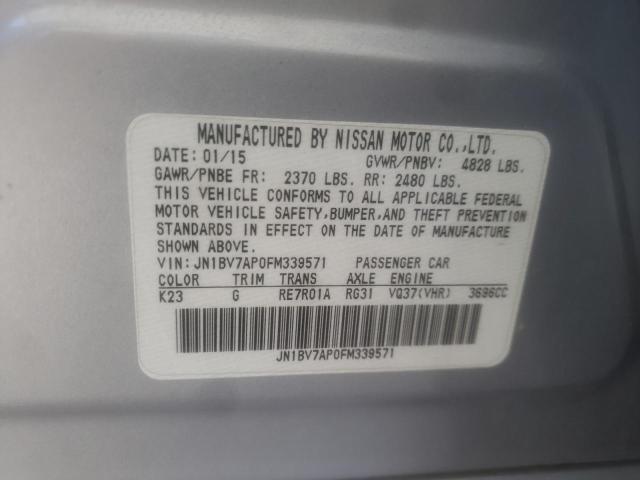 MANUFACTURED BY NISSAN MOTOR CO.,LTD.
DATE: 01/15 GVWR/PNBV: 4828 LBS.
GAWR/PNBE FR: 2370 LBS. RR: 2480 LBS.
THIS VEHICLE CONFORMS TO ALL APPLICABLE FEDERAL
MOTOR VEHICLE SAFETY,BUMPER,AND THEFT PREVENTION
STANDARDS IN EFFECT ON THE DATE OF MANUFACTURE
SHOWN ABOVE.
VIN: JN1BV7AP0FM339571 PASSENGER CAR
COLOR TRIM TRANS AXLE ENGINE
K23 G RE7R01A RG31 VQ37(VHR) 3696CC
JN1BV7AP0FM339571